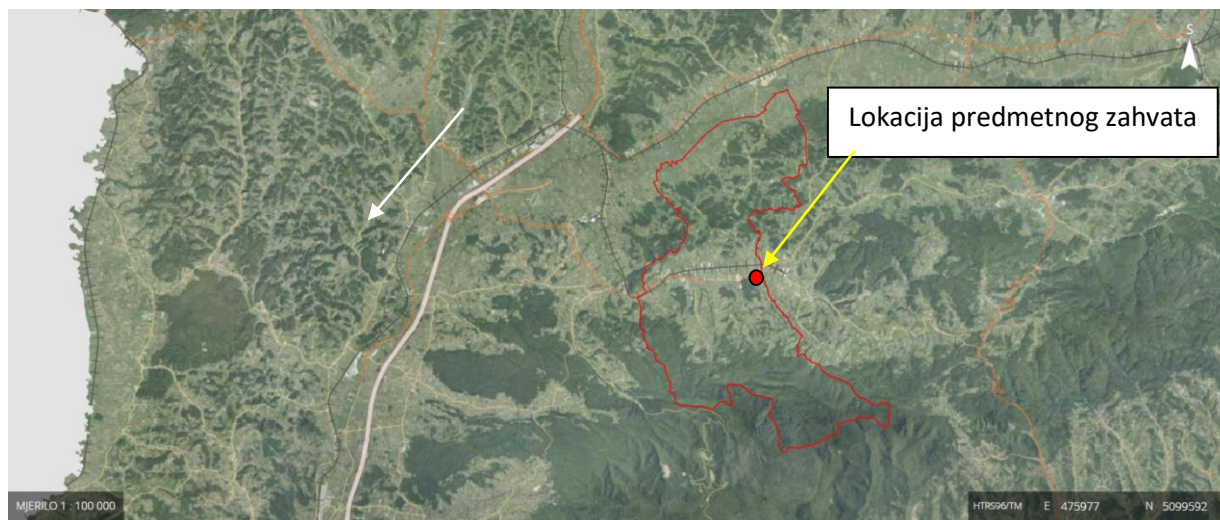 S
Lokacija predmetnog zahvata
MJERILO 1 : 100 000
HTRS96/TM E 475977 N 5099592